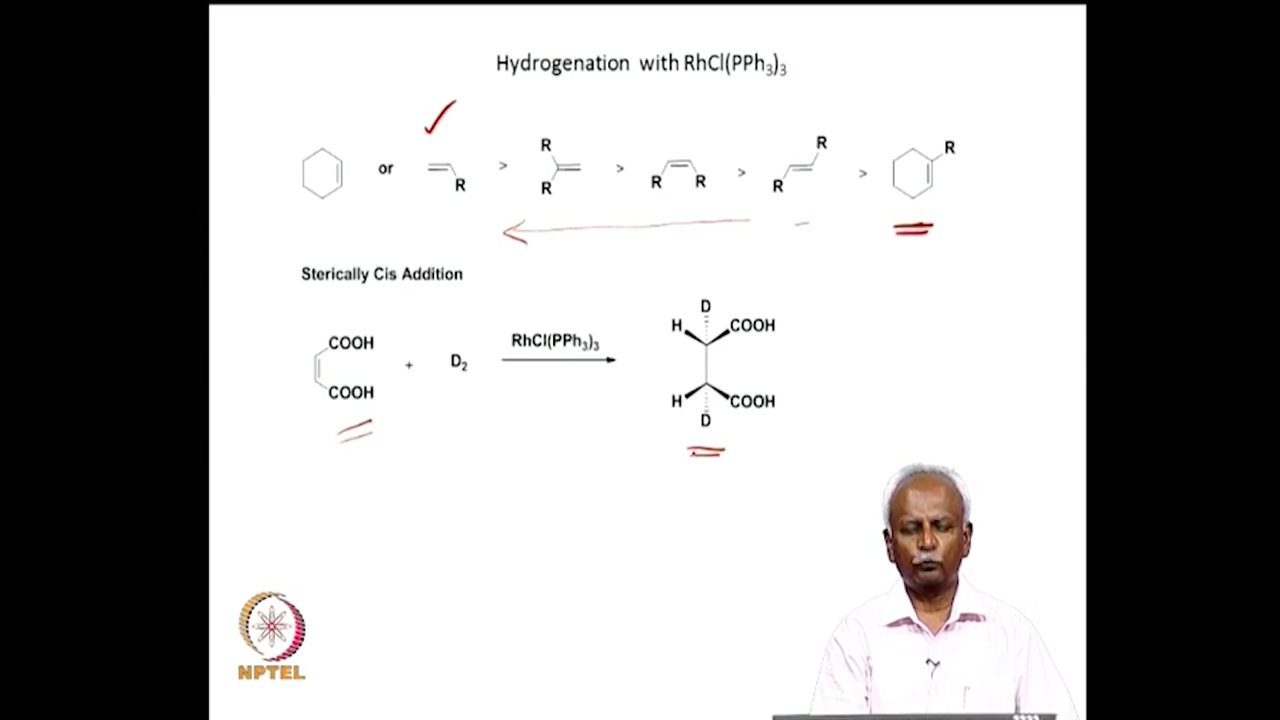 Hydrogenation with RhCl(PPh₃)₃
or R > R R > R R > R R > R
Sterically Cis Addition
COOH
COOH
+ D₂
RhCl(PPh₃)₃
D
H COOH
H COOH
D
NPTEL